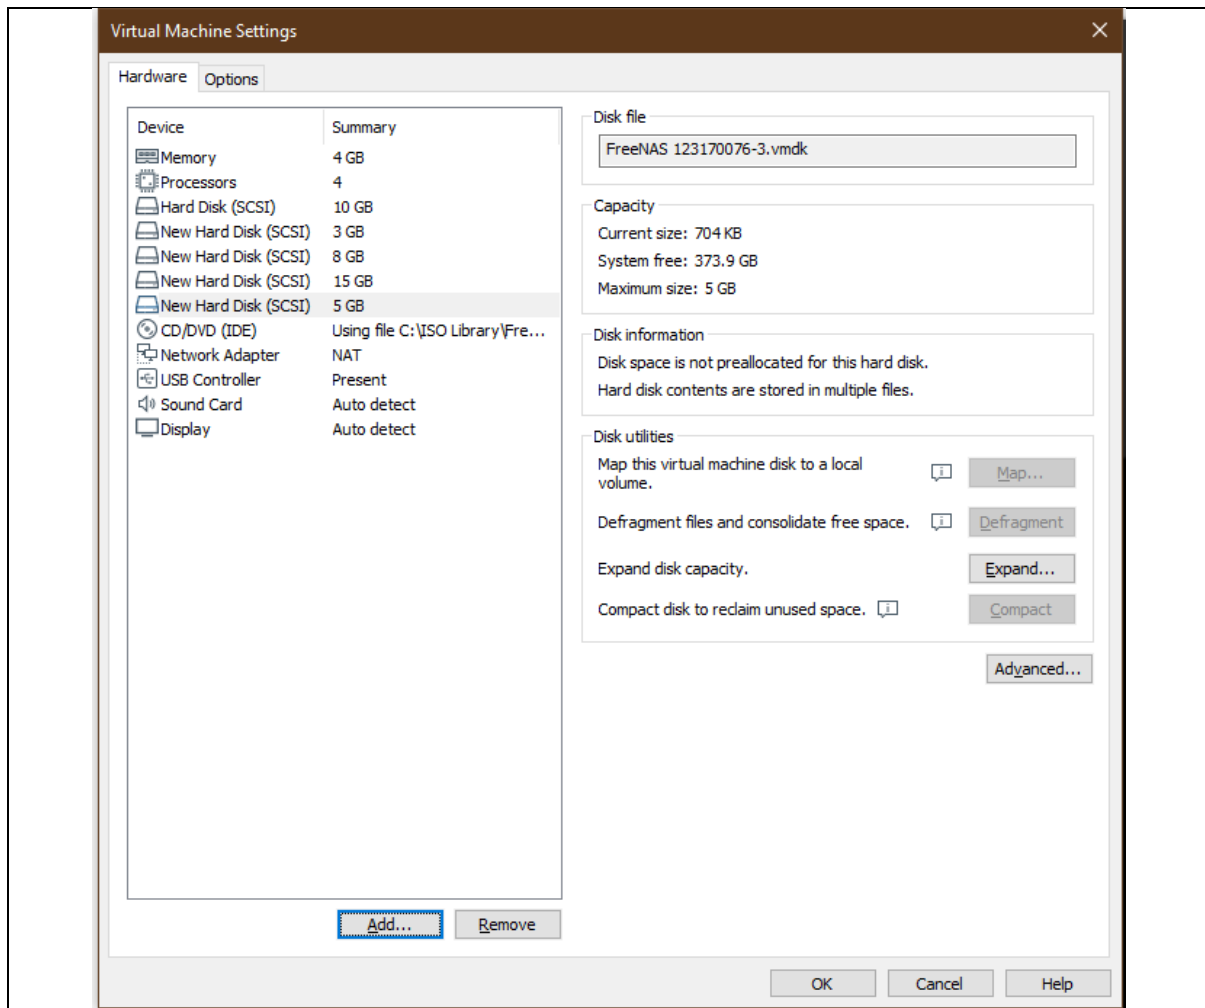 Virtual Machine Settings
Hardware Options
Device Summary
Memory 4 GB
Processors 4
Hard Disk (SCSI) 10 GB
New Hard Disk (SCSI) 3 GB
New Hard Disk (SCSI) 8 GB
New Hard Disk (SCSI) 15 GB
New Hard Disk (SCSI) 5 GB
CD/DVD (IDE) Using file C:\ISO Library\Fre...
Network Adapter NAT
USB Controller Present
Sound Card Auto detect
Display Auto detect
Add... Remove
Disk file
FreeNAS 123170076-3.vmdk
Capacity
Current size: 704 KB
System free: 373.9 GB
Maximum size: 5 GB
Disk information
Disk space is not preallocated for this hard disk.
Hard disk contents are stored in multiple files.
Disk utilities
Map this virtual machine disk to a local
volume.
Map...
Defragment files and consolidate free space. Defragment
Expand disk capacity. Expand...
Compact disk to reclaim unused space. Compact
Advanced...
OK Cancel Help